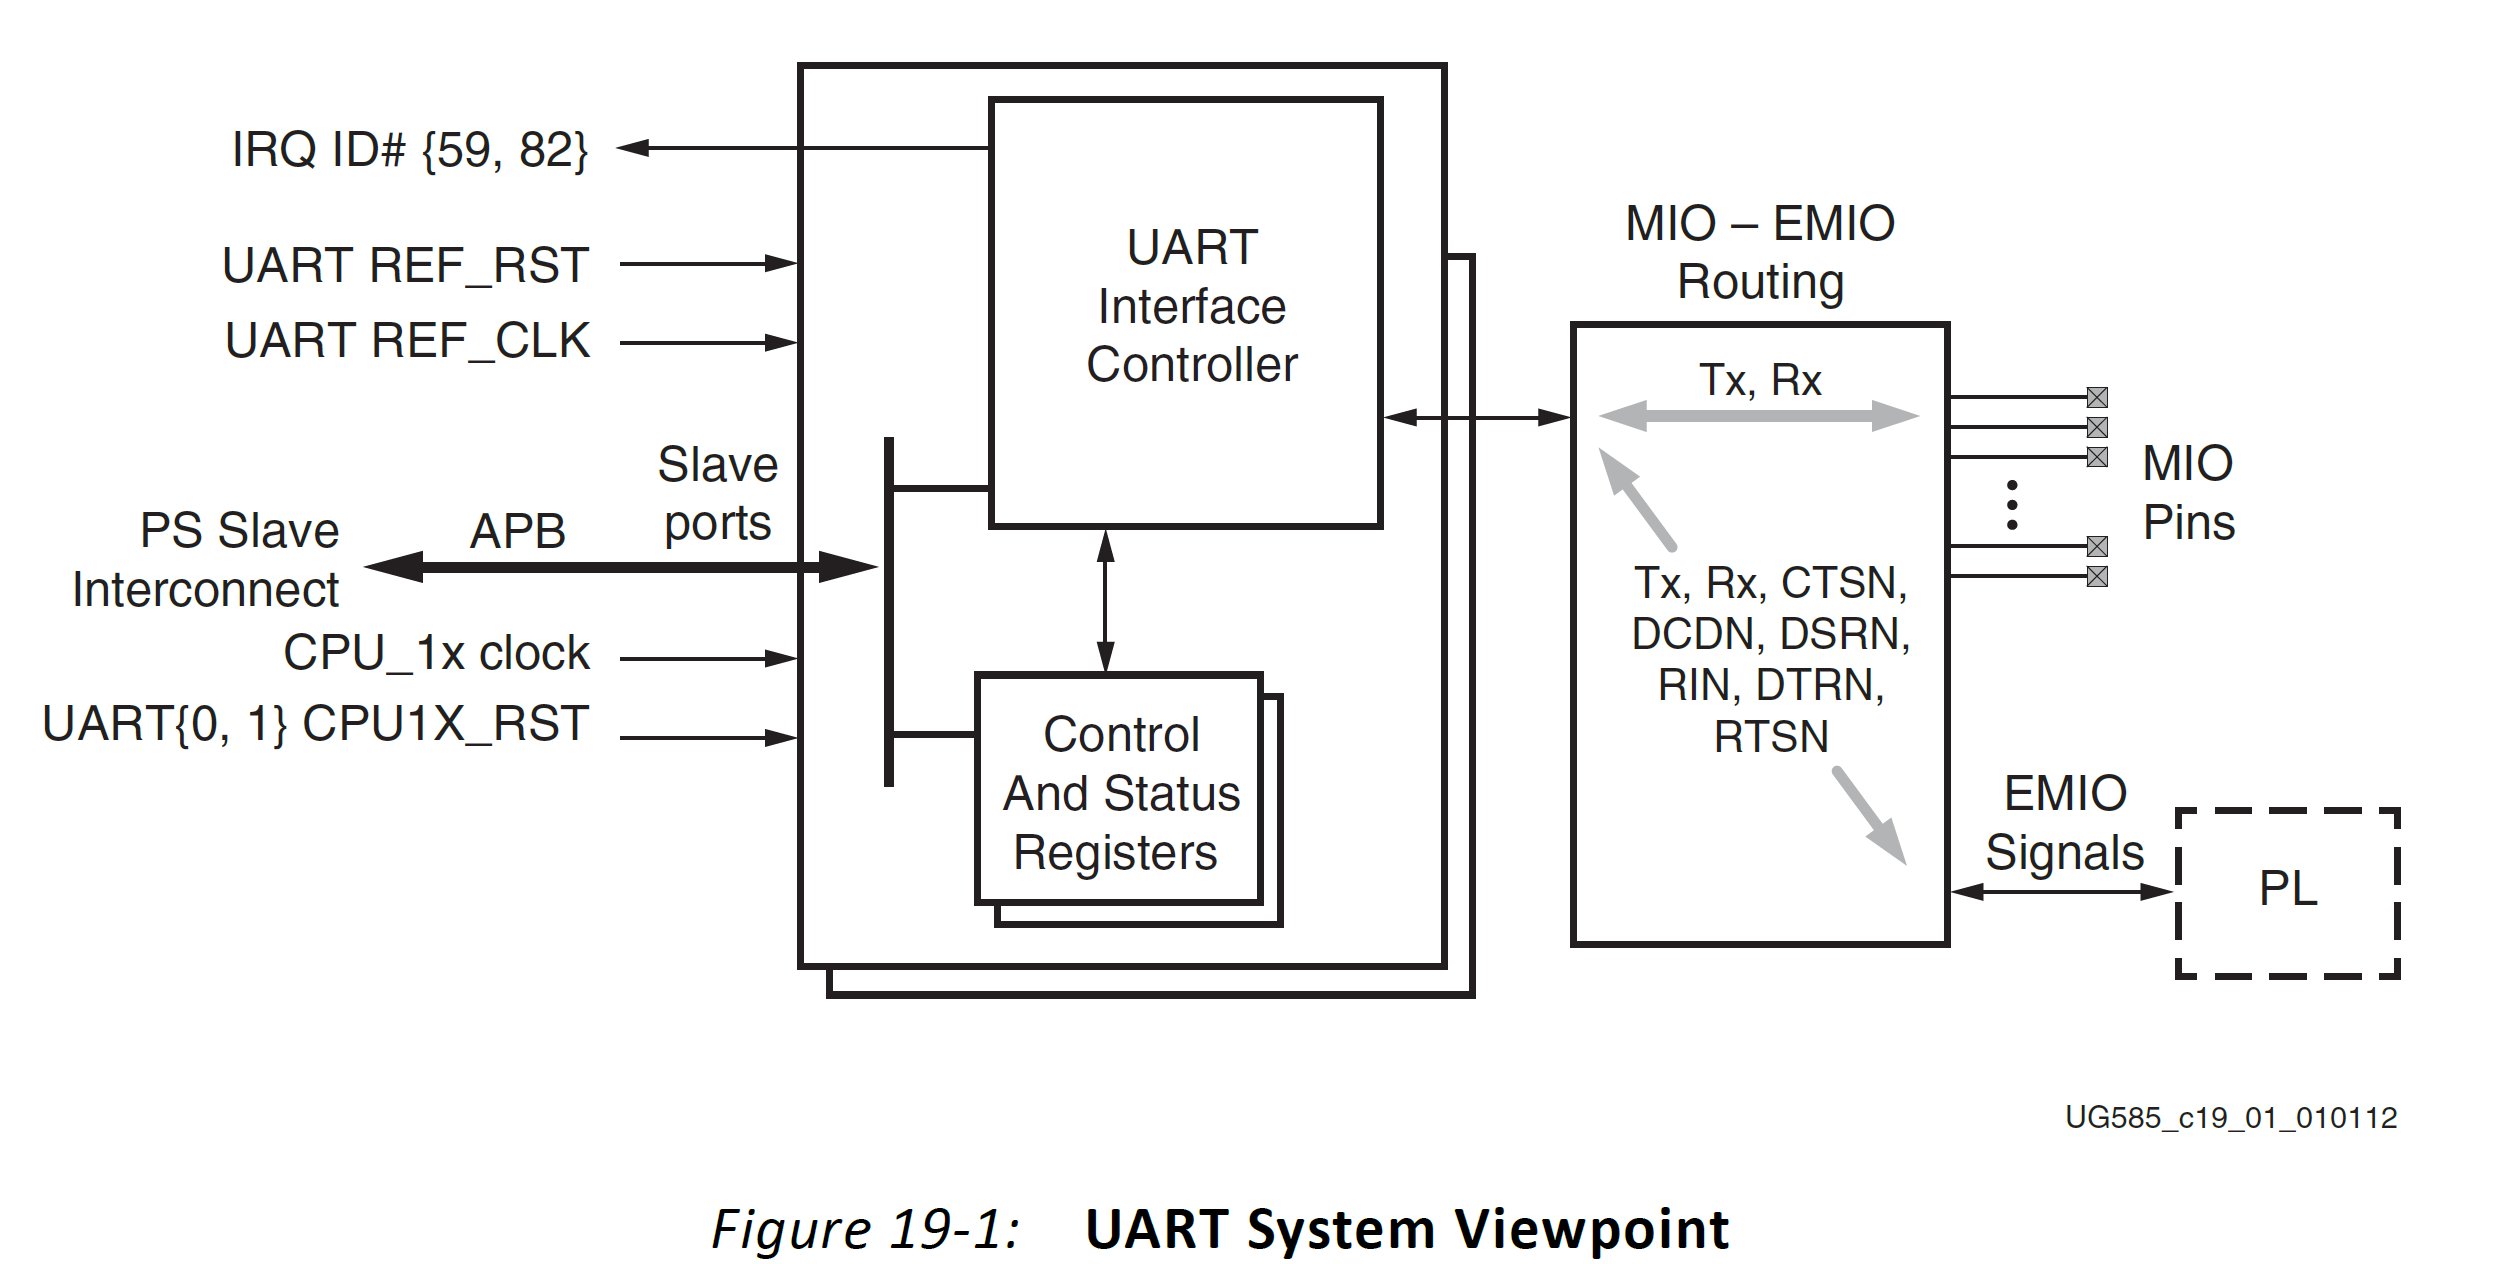 IRQ ID# {59, 82}
UART REF_RST
UART REF_CLK
Slave
ports
PS Slave
Interconnect
APB
CPU_1x clock
UART{0, 1} CPU1X_RST
UART
Interface
Controller
Control
And Status
Registers
MIO – EMIO
Routing
Tx, Rx
Tx, Rx, CTSN,
DCDN, DSRN,
RIN, DTRN,
RTSN
MIO
Pins
EMIO
Signals
PL
UG585_c19_01_010112
Figure 19-1: UART System Viewpoint